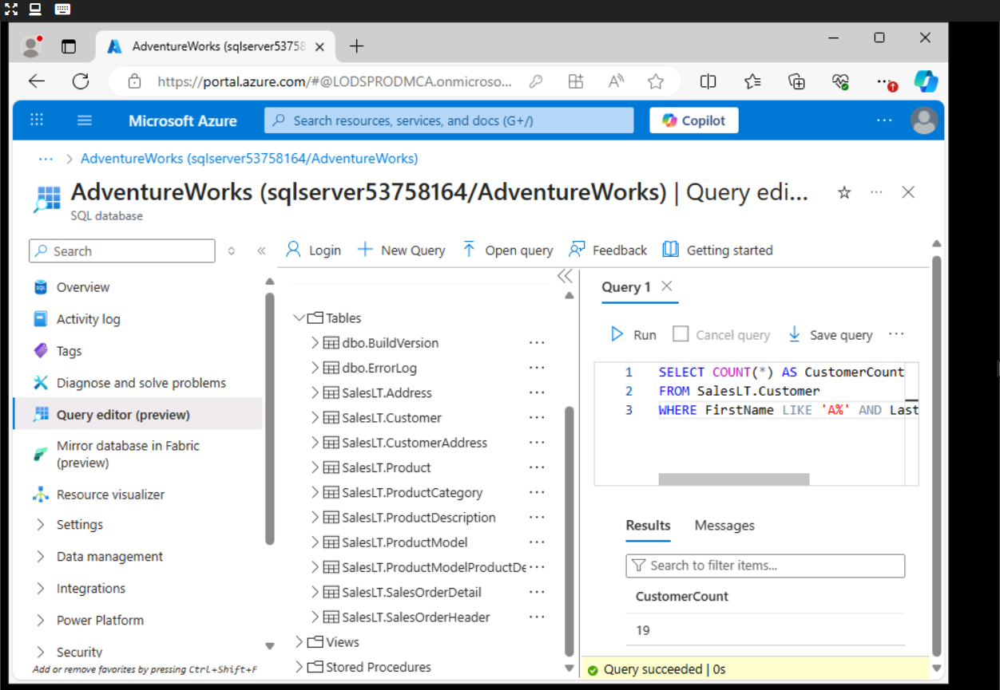 AdventureWorks (sqlserver53758
https://portal.azure.com/#@LODSPRODMCA.onmicroso...
Microsoft Azure
Search resources, services, and docs (G+/)
Copilot
AdventureWorks (sqlserver53758164/AdventureWorks)
AdventureWorks (sqlserver53758164/AdventureWorks) | Query edi...
SQL database
Search
Login
New Query
Open query
Feedback
Getting started
Overview
Activity log
Tags
Diagnose and solve problems
Query editor (preview)
Mirror database in Fabric
(preview)
Resource visualizer
Settings
Data management
Integrations
Power Platform
Security
Add or remove favorites by pressing Ctrl+Shift+F
Tables
dbo.BuildVersion
dbo.ErrorLog
SalesLT.Address
SalesLT.Customer
SalesLT.CustomerAddress
SalesLT.Product
SalesLT.ProductCategory
SalesLT.ProductDescription
SalesLT.ProductModel
SalesLT.ProductModelProductDe
SalesLT.SalesOrderDetail
SalesLT.SalesOrderHeader
Views
Stored Procedures
Query 1
Run
Cancel query
Save query
1 SELECT COUNT(*) AS CustomerCount
2 FROM SalesLT.Customer
3 WHERE FirstName LIKE 'A%' AND Last
Results
Messages
Search to filter items...
CustomerCount
19
Query succeeded | 0s